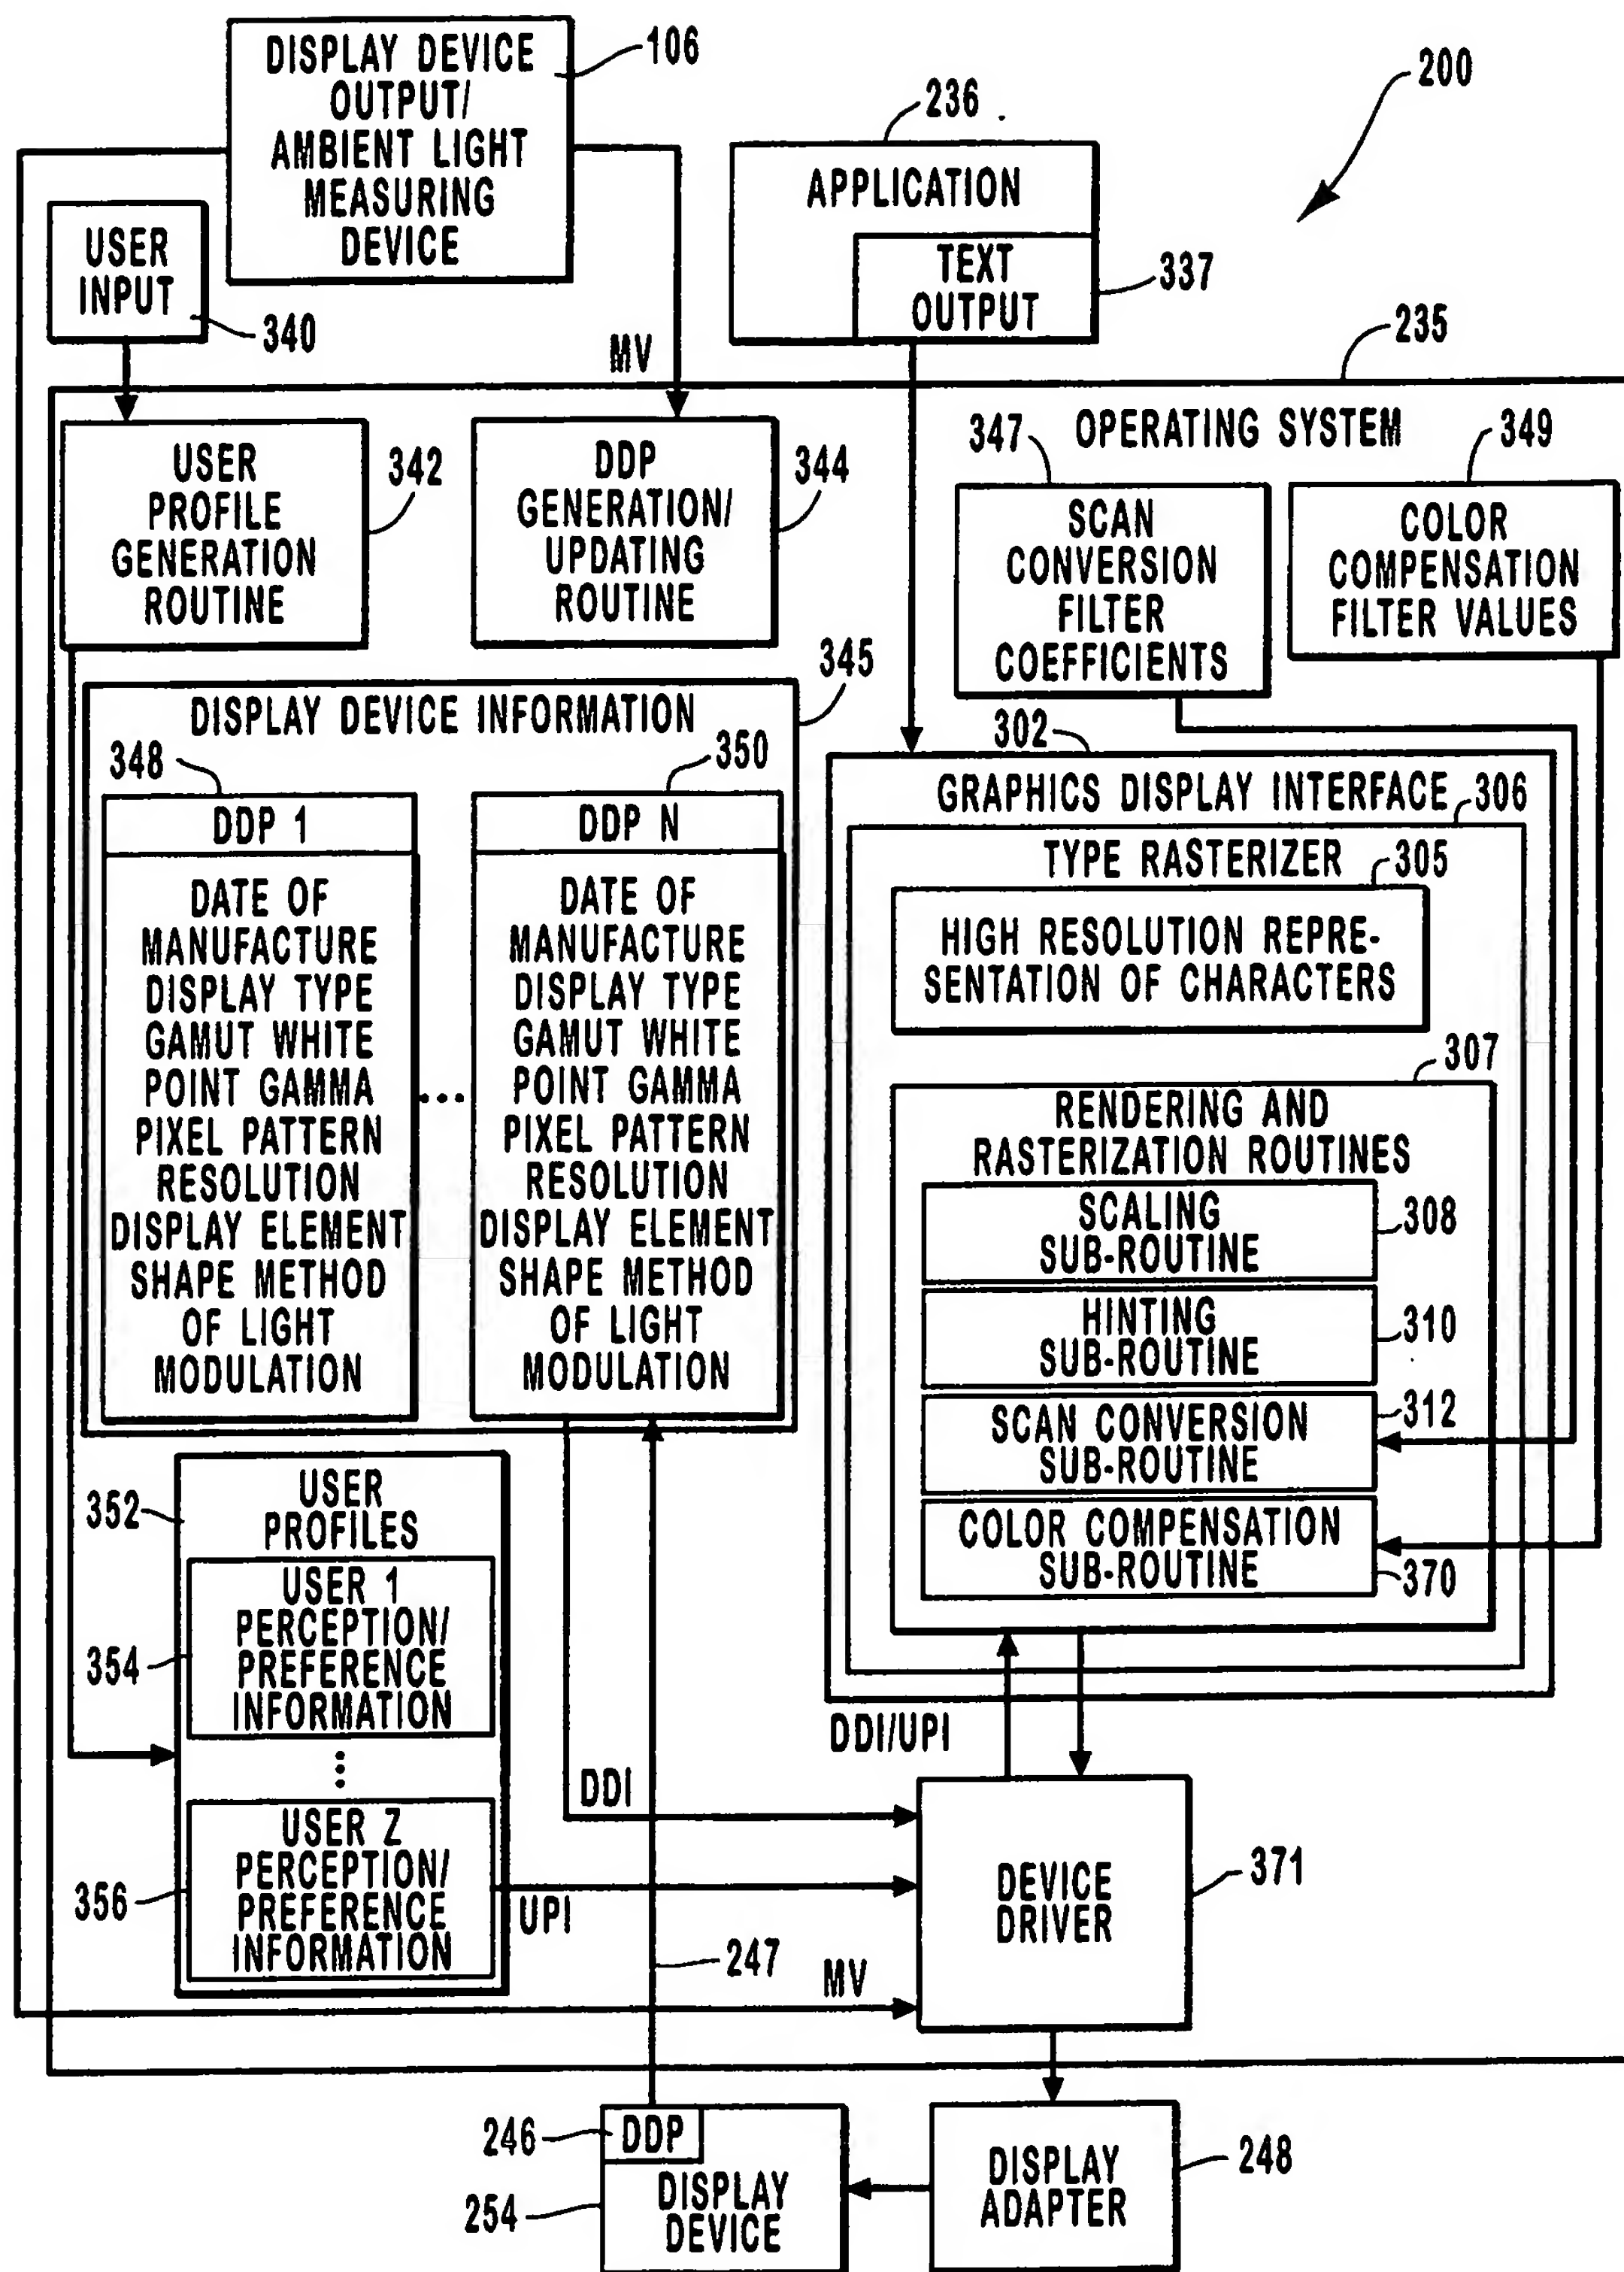 DISPLAY DEVICE
OUTPUT/
AMBIENT LIGHT
MEASURING
DEVICE
106
200
236
APPLICATION
TEXT
OUTPUT
337
USER
INPUT
340
MV
235
OPERATING SYSTEM
USER
PROFILE
GENERATION
ROUTINE
342
DDP
GENERATION/
UPDATING
ROUTINE
344
347
SCAN
CONVERSION
FILTER
COEFFICIENTS
349
COLOR
COMPENSATION
FILTER VALUES
345
DISPLAY DEVICE INFORMATION
348
DDP 1
DATE OF
MANUFACTURE
DISPLAY TYPE
GAMUT WHITE
POINT GAMMA
PIXEL PATTERN
RESOLUTION
DISPLAY ELEMENT
SHAPE METHOD
OF LIGHT
MODULATION
...
350
DDP N
DATE OF
MANUFACTURE
DISPLAY TYPE
GAMUT WHITE
POINT GAMMA
PIXEL PATTERN
RESOLUTION
DISPLAY ELEMENT
SHAPE METHOD
OF LIGHT
MODULATION
302
GRAPHICS DISPLAY INTERFACE
306
TYPE RASTERIZER
305
HIGH RESOLUTION REPRE-
SENTATION OF CHARACTERS
307
RENDERING AND
RASTERIZATION ROUTINES
SCALING
SUB-ROUTINE
308
HINTING
SUB-ROUTINE
310
SCAN CONVERSION
SUB-ROUTINE
312
COLOR COMPENSATION
SUB-ROUTINE
370
352
USER
PROFILES
USER 1
PERCEPTION/
PREFERENCE
INFORMATION
354
USER Z
PERCEPTION/
PREFERENCE
INFORMATION
356
DDI/UPI
DDI
UPI
MV
247
DEVICE
DRIVER
371
246
DDP
DISPLAY
DEVICE
254
DISPLAY
ADAPTER
248